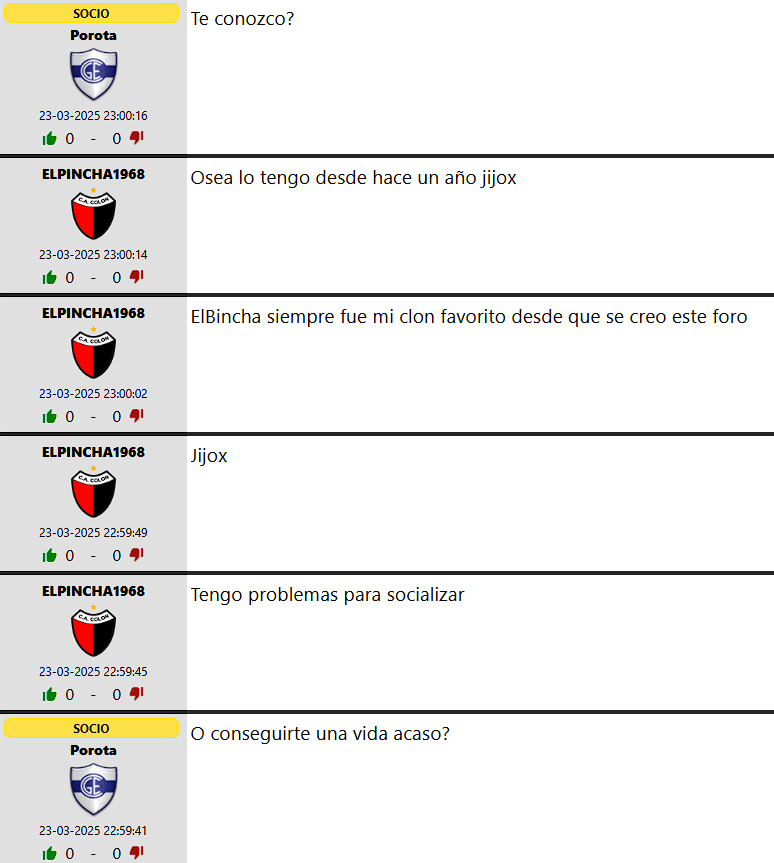 SOCIO
Porota
GE
23-03-2025 23:00:16
0 - 0
Te conozco?
ELPINCHA1968
C.A. COLON
23-03-2025 23:00:14
0 - 0
Osea lo tengo desde hace un año jijox
ELPINCHA1968
C.A. COLON
23-03-2025 23:00:02
0 - 0
ElBincha siempre fue mi clon favorito desde que se creo este foro
ELPINCHA1968
C.A. COLON
23-03-2025 22:59:49
0 - 0
Jijox
ELPINCHA1968
C.A. COLON
23-03-2025 22:59:45
0 - 0
Tengo problemas para socializar
SOCIO
Porota
GE
23-03-2025 22:59:41
0 - 0
O conseguirte una vida acaso?